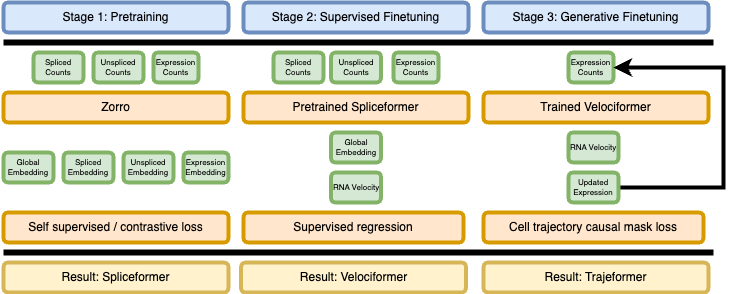 Stage 1: Pretraining
Stage 2: Supervised Finetuning
Stage 3: Generative Finetuning
Spliced
Counts
Unspliced
Counts
Expression
Counts
Spliced
Counts
Unspliced
Counts
Expression
Counts
Expression
Counts
Zorro
Pretrained Spliceformer
Trained Velociformer
Global
Embedding
Spliced
Embedding
Unspliced
Embedding
Expression
Embedding
Global
Embedding
RNA Velocity
RNA Velocity
Updated
Expression
Self supervised / contrastive loss
Supervised regression
Cell trajectory causal mask loss
Result: Spliceformer
Result: Velociformer
Result: Trajeformer